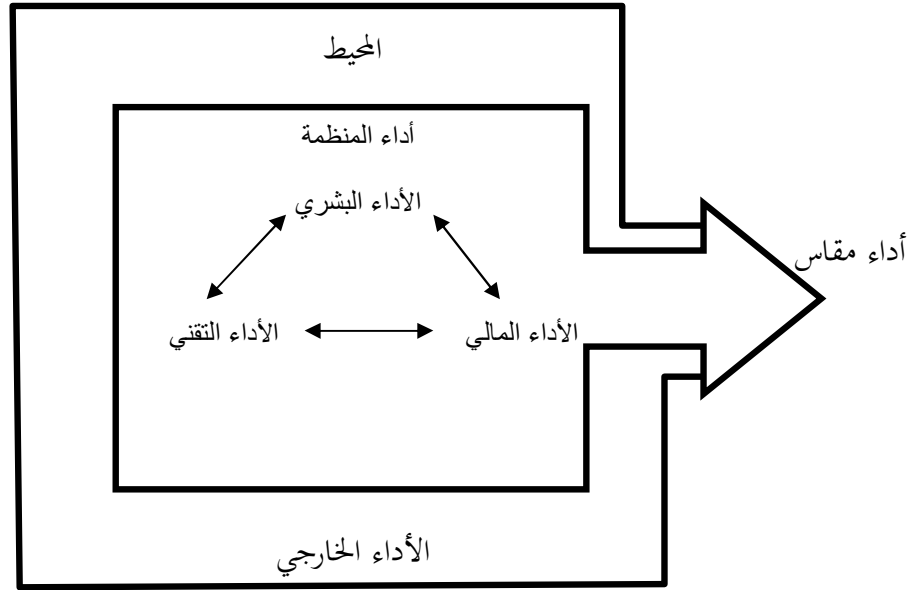 المحيط
أداء المنظمة
الأداء البشري
أداء مقاس
الأداء المالي
الأداء التقني
الأداء الخارجي